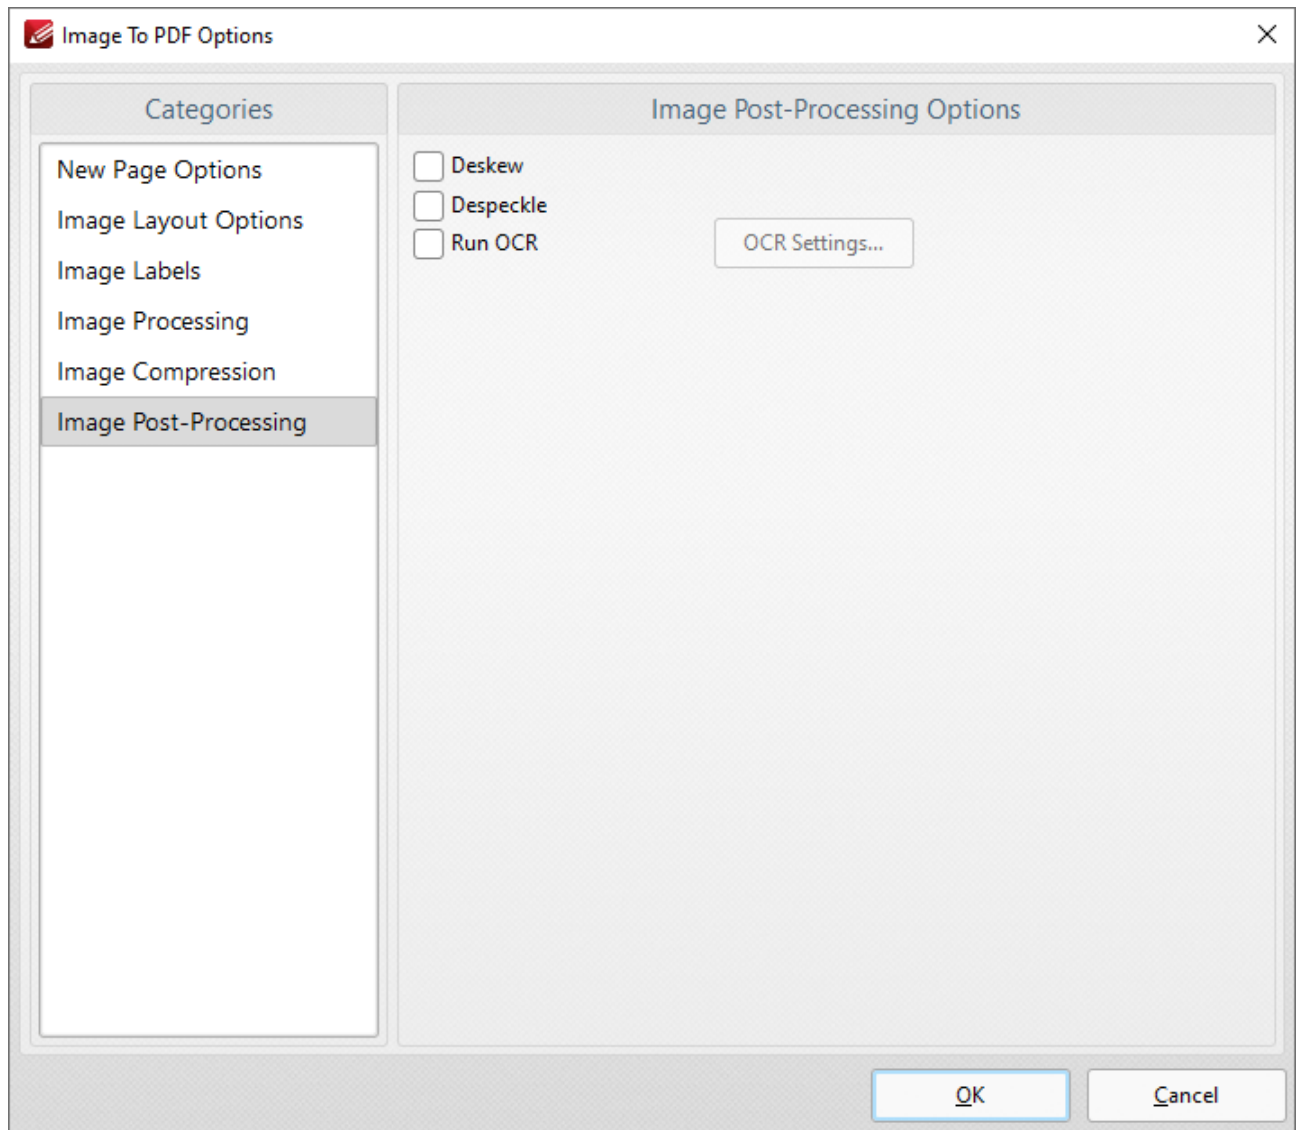 Image To PDF Options
Categories
New Page Options
Image Layout Options
Image Labels
Image Processing
Image Compression
Image Post-Processing
Image Post-Processing Options
Deskew
Despeckle
Run OCR
OCR Settings...
OK
Cancel